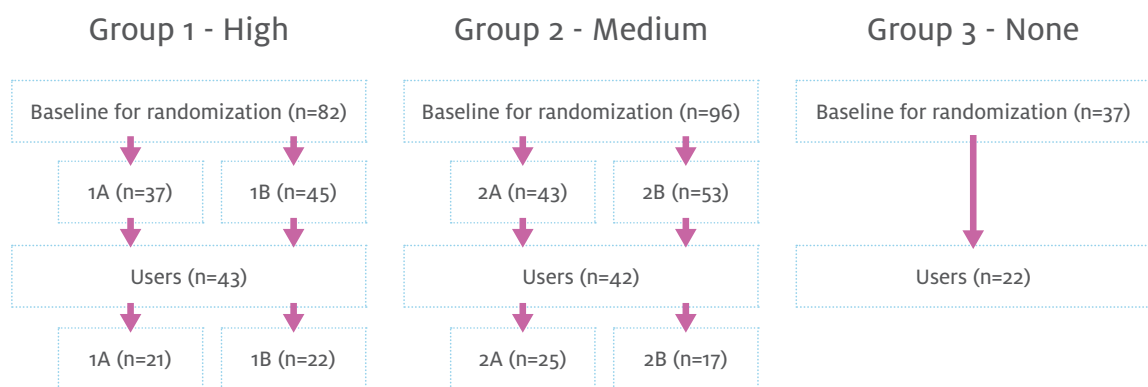 Group 1 - High
Group 2 - Medium
Group 3 - None
Baseline for randomization (n=82)
Baseline for randomization (n=96)
Baseline for randomization (n=37)
1A (n=37)
1B (n=45)
2A (n=43)
2B (n=53)
Users (n=43)
Users (n=42)
Users (n=22)
1A (n=21)
1B (n=22)
2A (n=25)
2B (n=17)